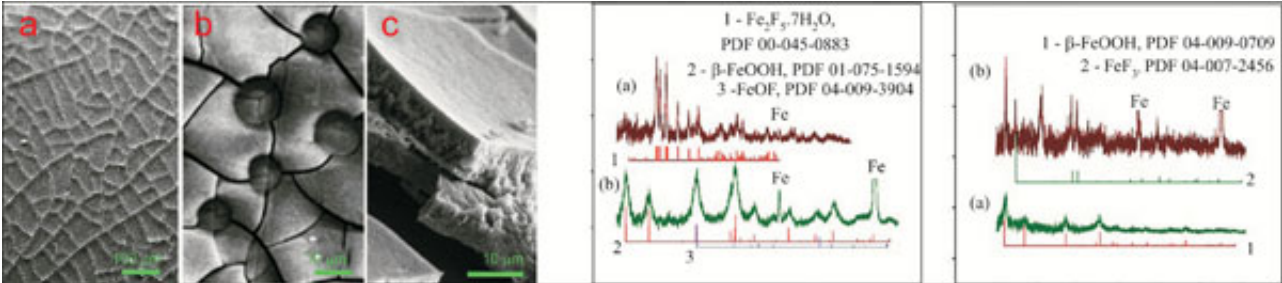 a
b
c
10 μm
1 - Fe₂F₅.7H₂O,
PDF 00-045-0883
2 - β-FeOOH, PDF 01-075-1594
3 -FeOF, PDF 04-009-3904
(a)
Fe
1
(b)
Fe
Fe
2
3
1 - β-FeOOH, PDF 04-009-0709
2 - FeF₃, PDF 04-007-2456
(b)
Fe
Fe
2
(a)
1